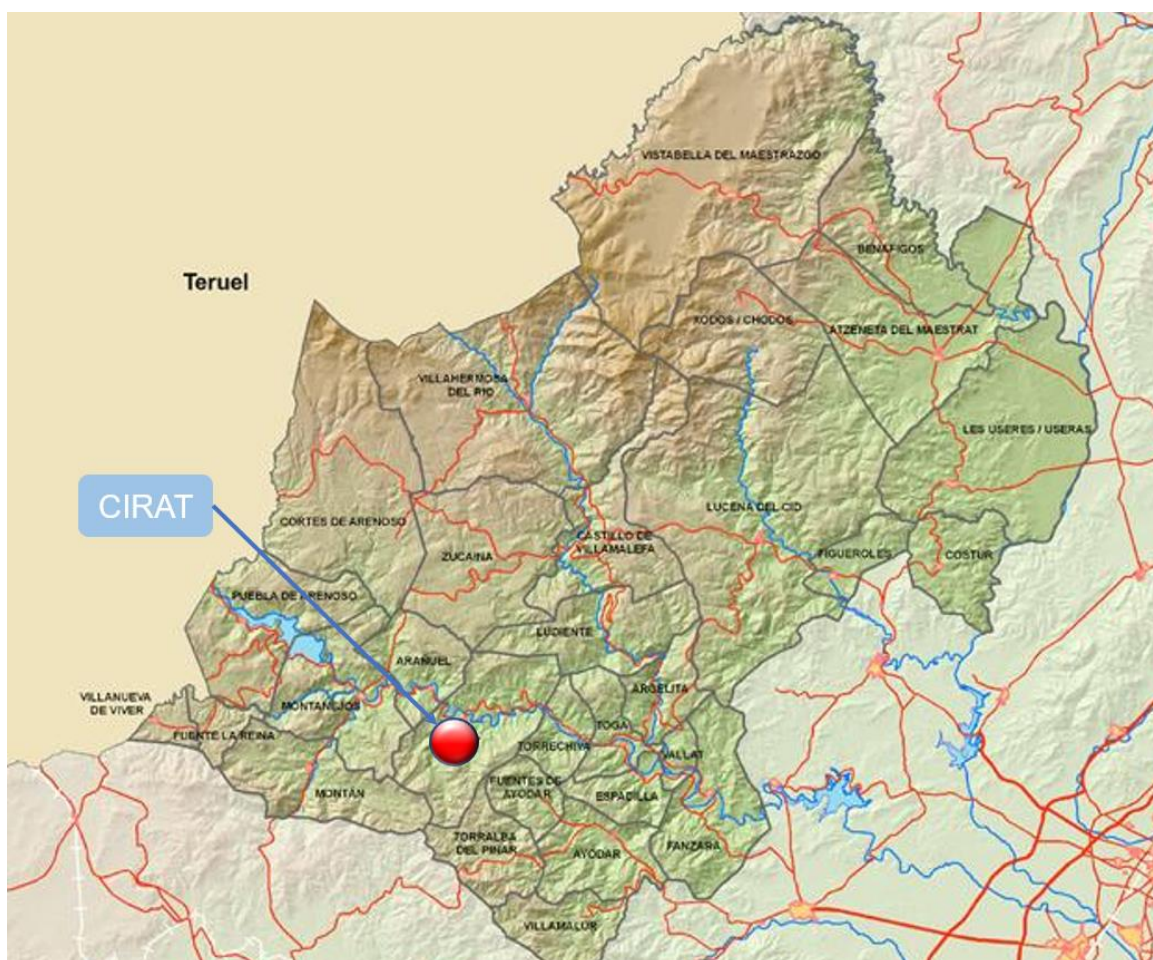 VISTABELLA DEL MAESTRAZGO
BENAFIGOS
Teruel
XODOS / CHODOS
ATZENETA DEL MAESTRAT
VILLAHERMOSA
DEL RIO
LES USERES / USERAS
CIRAT
CORTES DE ARENOSO
LUCENA DEL CID
CASTILLO DE
VILLAMALEFA
ZUCAINA
FIGUEROLES
COSTUR
PUEBLA DE ARENOSO
LUDIENTE
ARAÑUEL
ARGELITA
VILLANUEVA
DE VIVER
MONTANEJOS
TOGA
FUENTE LA REINA
TORRECHIVA
VALLAT
FUENTES DE
AYODAR
MONTÁN
ESPADILLA
TORRALBA
DEL PINAR
AYODAR
FANZARA
VILLAMALUR